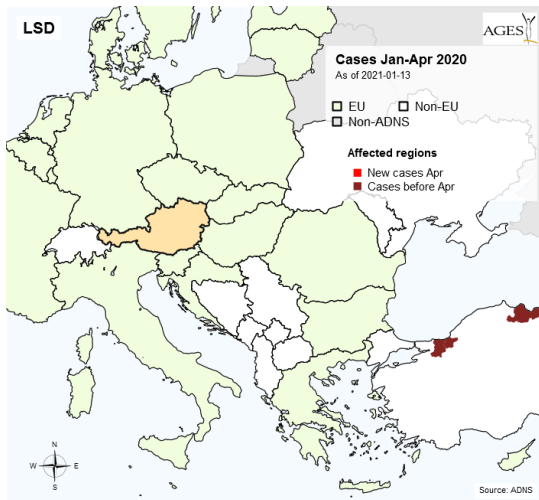 LSD
AGES
Cases Jan-Apr 2020
As of 2021-01-13
EU
Non-EU
Non-ADNS
Affected regions
New cases Apr
Cases before Apr
N
W
E
S
Source: ADNS